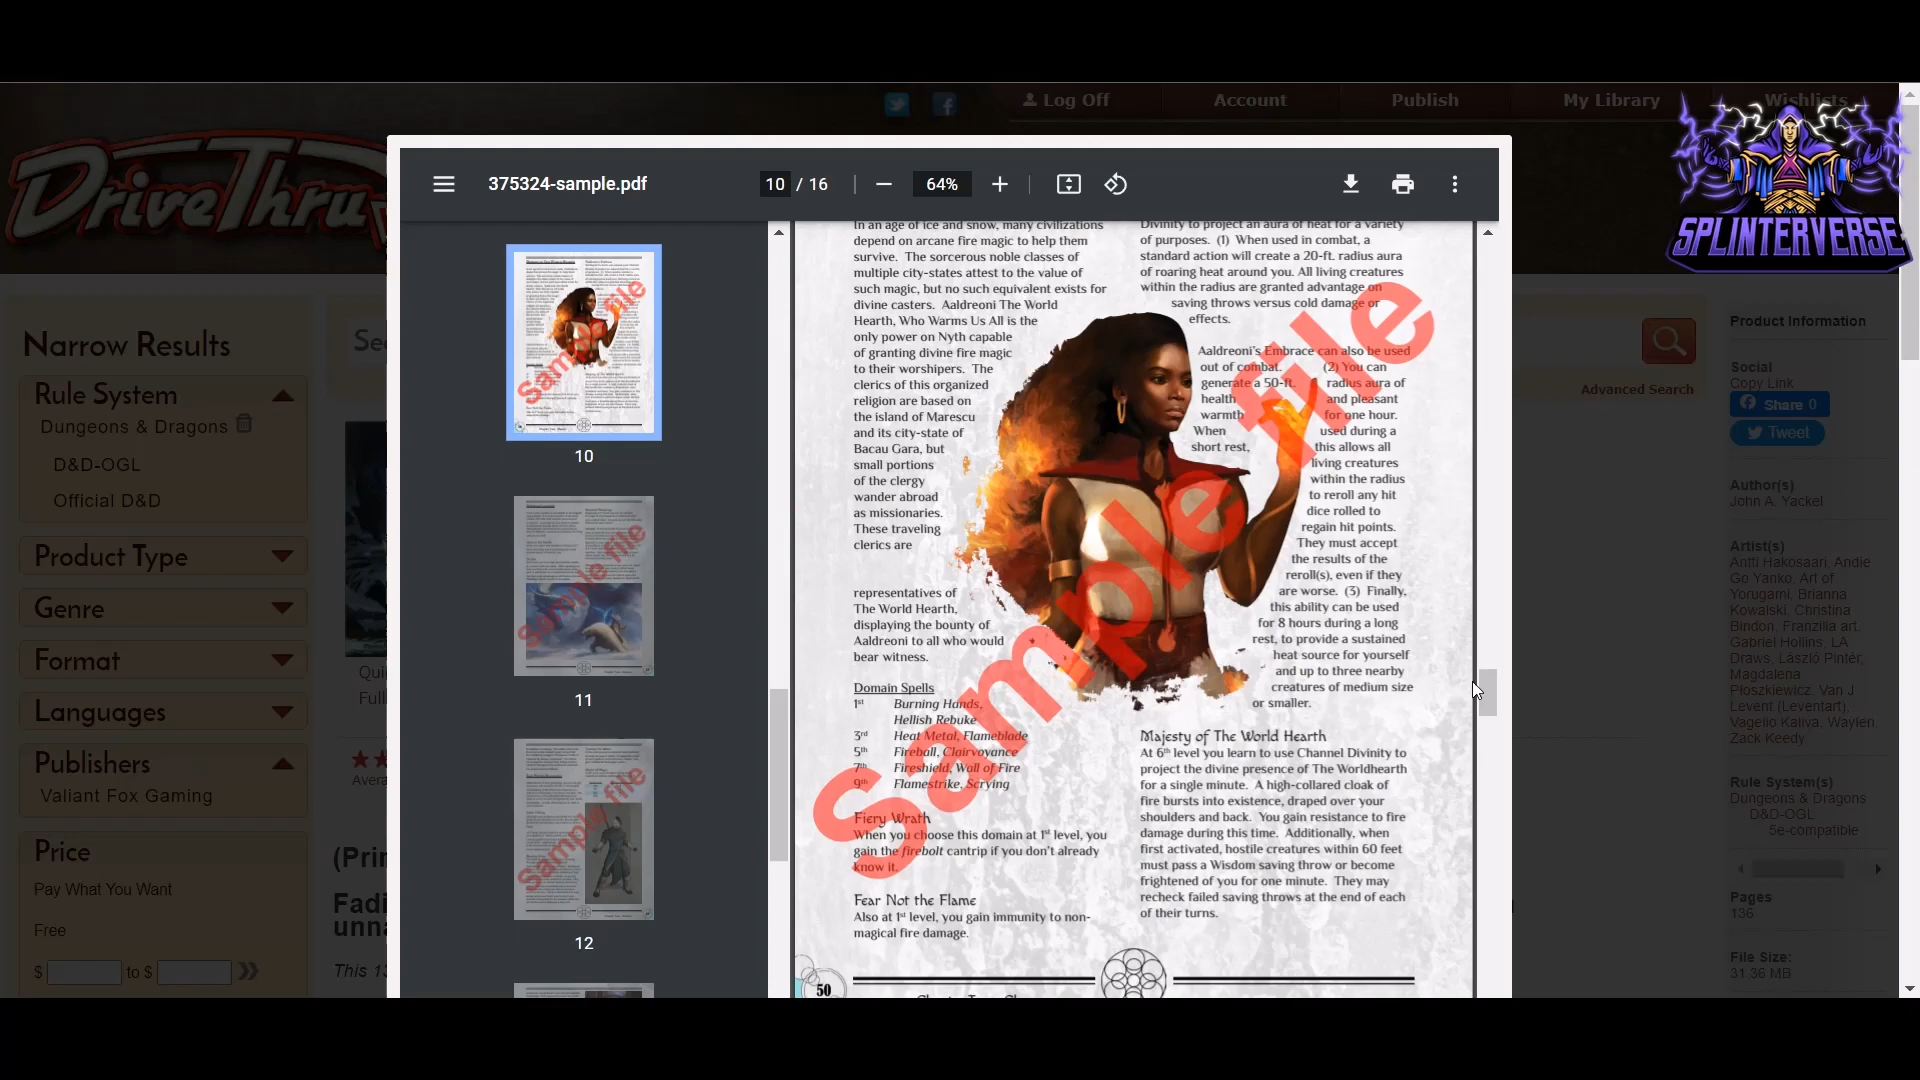 Log Off
Account
Publish
My Library
Wishlists
DriveThru
SPLINTERVERSE
375324-sample.pdf
10 / 16
64%
Narrow Results
Rule System
Dungeons & Dragons
D&D-OGL
Official D&D
Product Type
Genre
Format
Languages
Publishers
Valiant Fox Gaming
Price
Pay What You Want
Free
$ to $
10
11
12
In an age of ice and snow, many civilizations
depend on arcane fire magic to help them
survive. The sorcerous noble classes of
multiple city-states attest to the value of
such magic, but no such equivalent exists for
divine casters. Aaldreoni The World
Hearth, Who Warms Us All is the
only power on Nyth capable
of granting divine fire magic
to their worshipers. The
clerics of this organized
religion are based on
the island of Marescu
and its city-state of
Bacau Gara, but
small portions
of the clergy
wander abroad
as missionaries.
These traveling
clerics are
representatives of
The World Hearth,
displaying the bounty of
Aaldreoni to all who would
bear witness.
Domain Spells
1st Burning Hands,
Hellish Rebuke
3rd Heat Metal, Flameblade
5th Fireball, Clairvoyance
7th Fireshield, Wall of Fire
9th Flamestrike, Scrying
Fiery Wrath
When you choose this domain at 1st level, you
gain the firebolt cantrip if you don't already
know it.
Fear Not the Flame
Also at 1st level, you gain immunity to non-
magical fire damage.
Divinity to project an aura of heat for a variety
of purposes. (1) When used in combat, a
standard action will create a 20-ft. radius aura
of roaring heat around you. All living creatures
within the radius are granted advantage on
saving throws versus cold damage or
effects.
Aaldreoni's Embrace can also be used
out of combat. (2) You can
generate a 50-ft. radius aura of
health and pleasant
warmth for one hour.
When used during a
short rest, this allows all
living creatures
within the radius
to reroll any hit
dice rolled to
regain hit points.
They must accept
the results of the
reroll(s), even if they
are worse. (3) Finally,
this ability can be used
for 8 hours during a long
rest, to provide a sustained
heat source for yourself
and up to three nearby
creatures of medium size
or smaller.
Majesty of The World Hearth
At 6th level you learn to use Channel Divinity to
project the divine presence of The Worldhearth
for a single minute. A high-collared cloak of
fire bursts into existence, draped over your
shoulders and back. You gain resistance to fire
damage during this time. Additionally, when
first activated, hostile creatures within 60 feet
must pass a Wisdom saving throw or become
frightened of you for one minute. They may
recheck failed saving throws at the end of each
of their turns.
50
Sample file
Advanced Search
Product Information
Social
Copy Link
Share 0
Tweet
Author(s)
John A. Yackel
Artist(s)
Antti Hakosaari, Andie
Go Yanko, Art of
Yorugami, Brianna
Kowalski, Christina
Bindon, Franzilla art,
Gabriel Hollins, LA
Draws, László Pintér,
Magdalena
Płoszkiewicz, Van J
Levent (Leventart),
Vagelio Kaliva, Waylen,
Zack Keedy
Rule System(s)
Dungeons & Dragons
D&D-OGL
5e-compatible
Pages
136
File Size:
31.36 MB